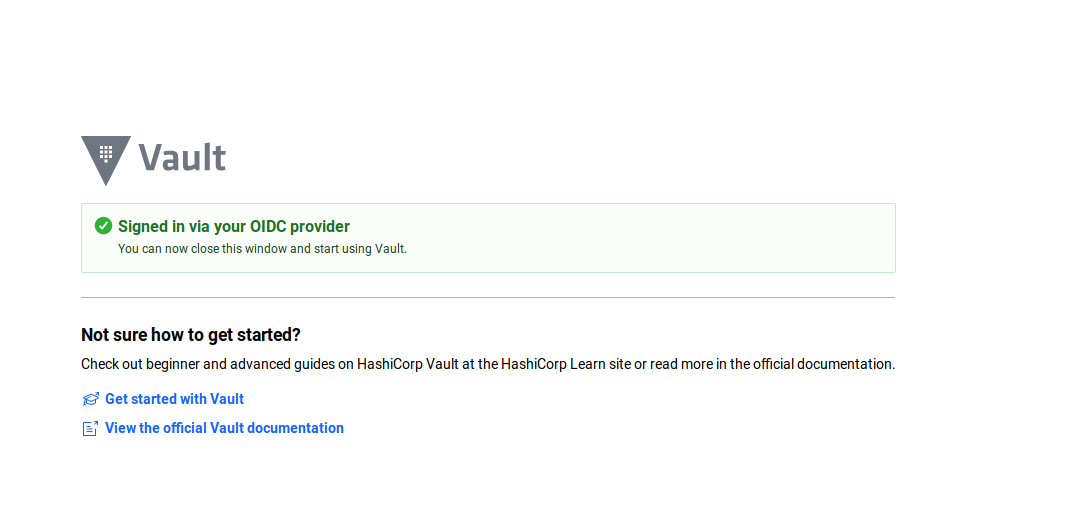 Vault
Signed in via your OIDC provider
You can now close this window and start using Vault.
Not sure how to get started?
Check out beginner and advanced guides on HashiCorp Vault at the HashiCorp Learn site or read more in the official documentation.
Get started with Vault
View the official Vault documentation